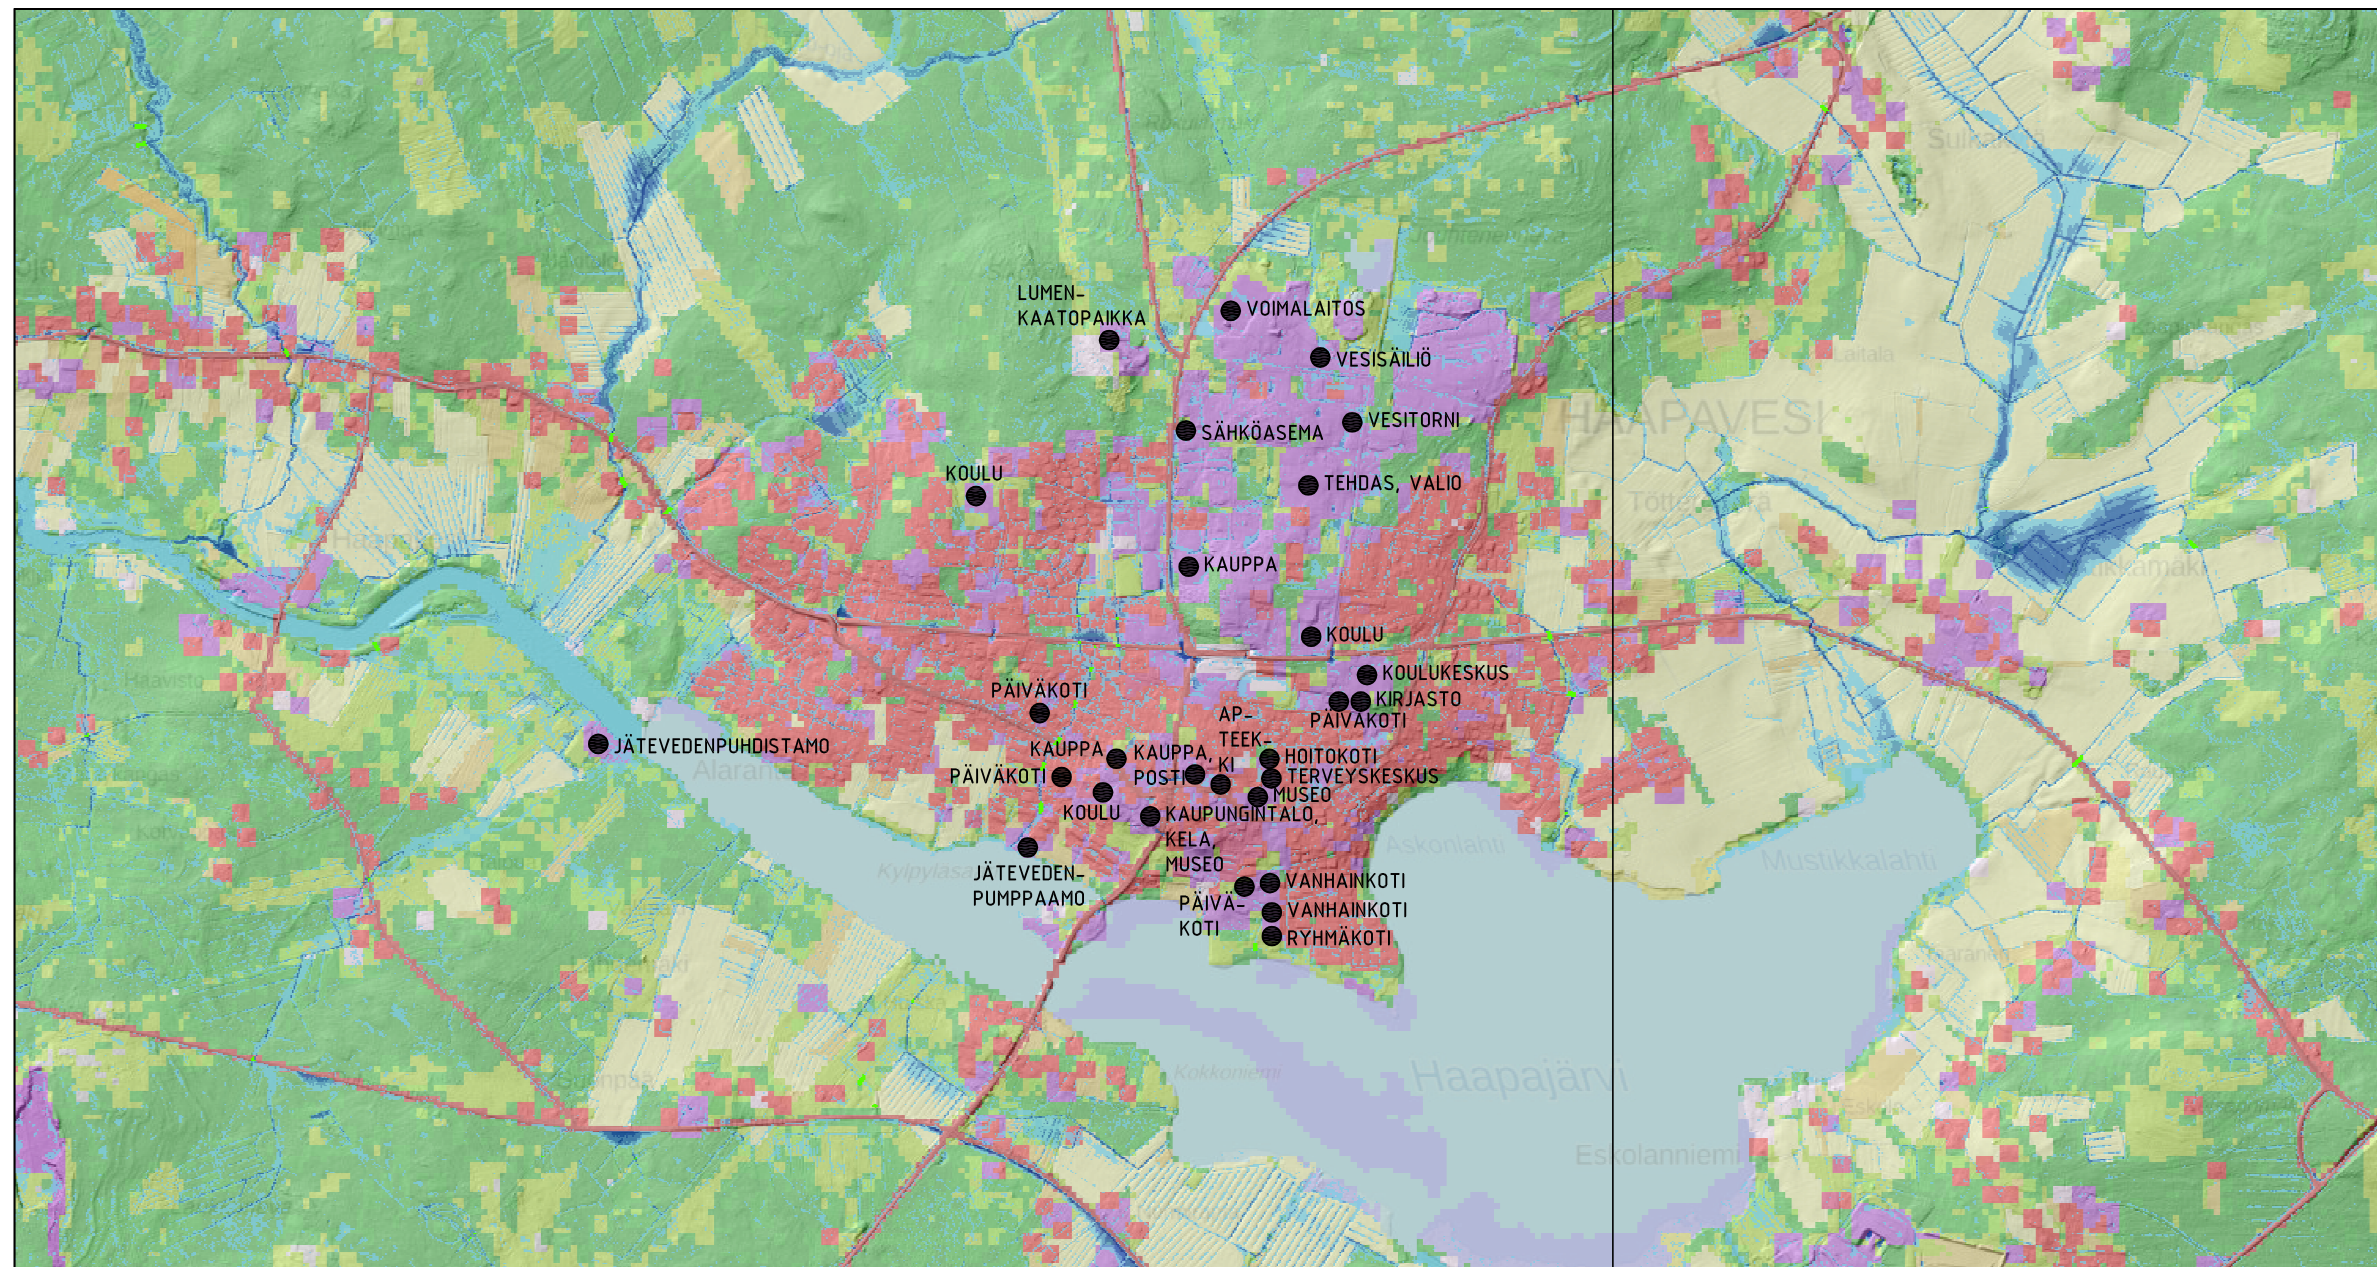 LUMEN-
KAATOPAIKKA
VOIMALAITOS
VESISÄILIÖ
HAAPAVESI
Laitala
SÄHKÖASEMA
VESITORNI
KOULU
TEHDAS, VALIO
KAUPPA
KOULU
KOULUKESKUS
Haavisto
PÄIVÄKOTI
KIRJASTO
PÄIVÄKOTI
AP-
TEEK-
KI
JÄTEVEDENPUHDISTAMO
KAUPPA
KAUPPA,
POSTI
HOITOKOTI
PÄIVÄKOTI
TERVEYSKESKUS
MUSEO
KOULU
KAUPUNGINTALO,
KELA,
MUSEO
Askonlahti
Mustikkalahti
JÄTEVEDEN-
PUMPPAAMO
VANHAINKOTI
PÄIVÄ-
KOTI
VANHAINKOTI
RYHMÄKOTI
Kokkoniemi
Haapajärvi
Eskolanniemi